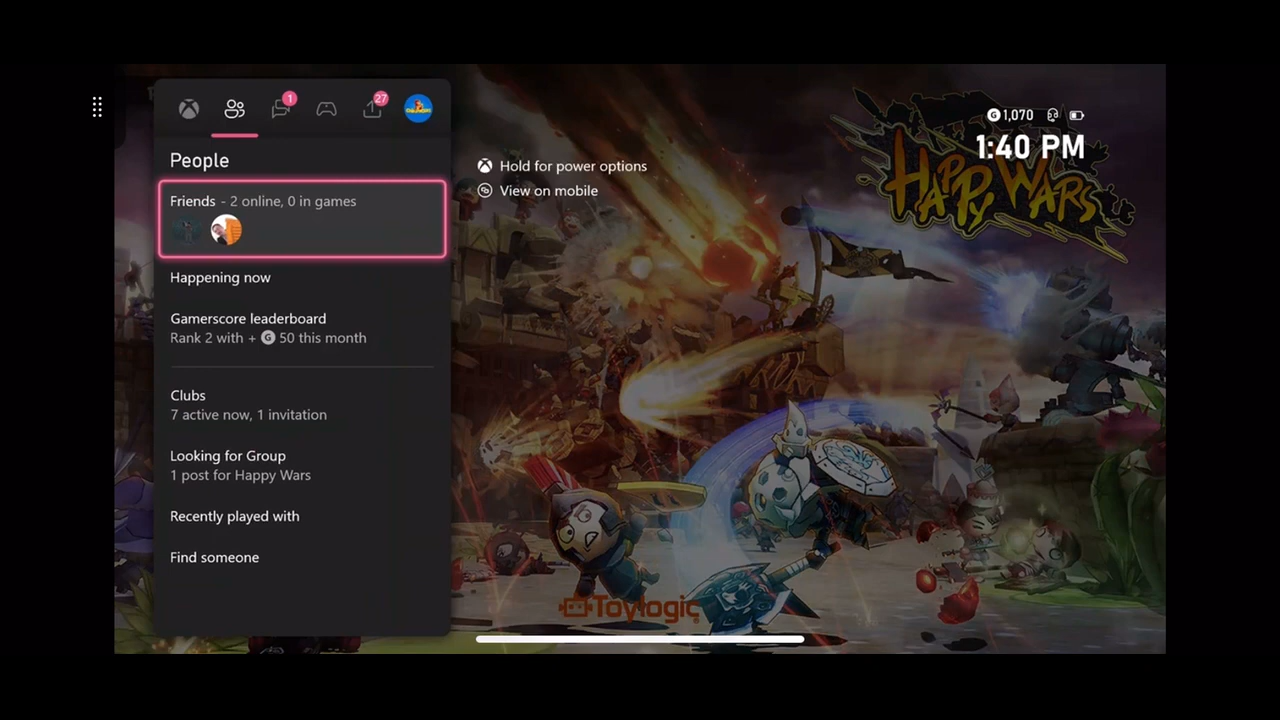 1
27
People
Friends - 2 online, 0 in games
Happening now
Gamerscore leaderboard
Rank 2 with + G 50 this month
Clubs
7 active now, 1 invitation
Looking for Group
1 post for Happy Wars
Recently played with
Find someone
Hold for power options
View on mobile
G 1,070
1:40 PM
HAPPY WARS
Toylogic